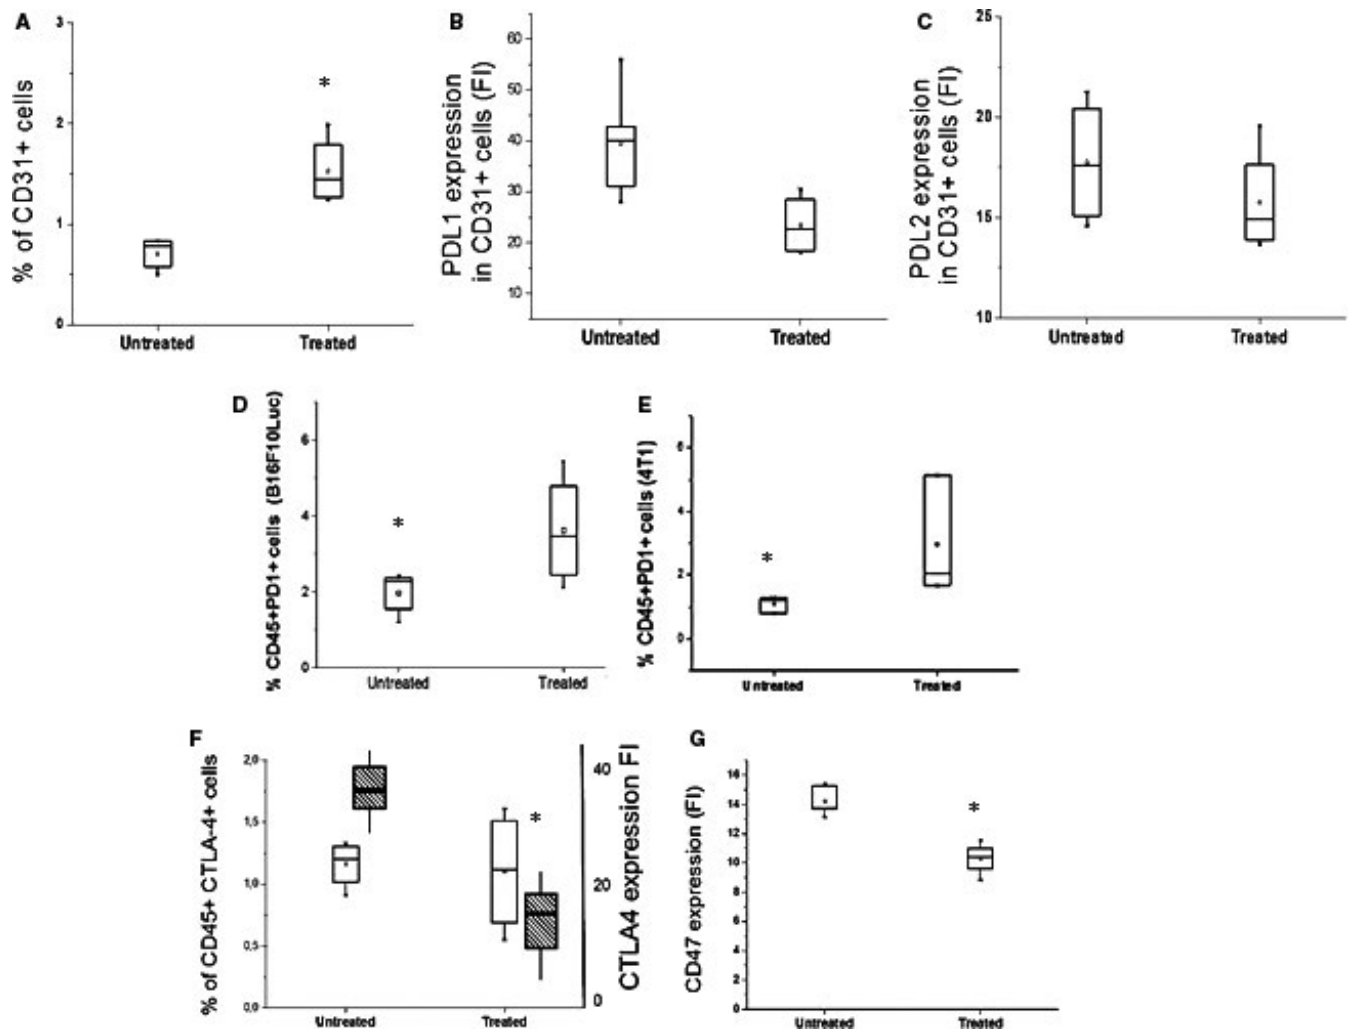 A
% of CD31+ cells
3
2
1
0
*
Untreated
Treated
B
PDL1 expression
in CD31+ cells (FI)
60
50
40
30
20
10
Untreated
Treated
C
PDL2 expression
in CD31+ cells (FI)
25
20
15
10
Untreated
Treated
D
% CD45+PD1+cells (B16F10Luc)
6
4
2
0
*
Untreated
Treated
E
% CD45+PD1+cells (4T1)
6
4
2
0
*
Untreated
Treated
F
% of CD45+ CTLA-4+ cells
2,0
1,5
1,0
0,5
0,0
*
CTLA4 expression FI
40
20
0
Untreated
Treated
G
CD47 expression (FI)
16
14
12
10
8
6
4
2
0
*
Untreated
Treated